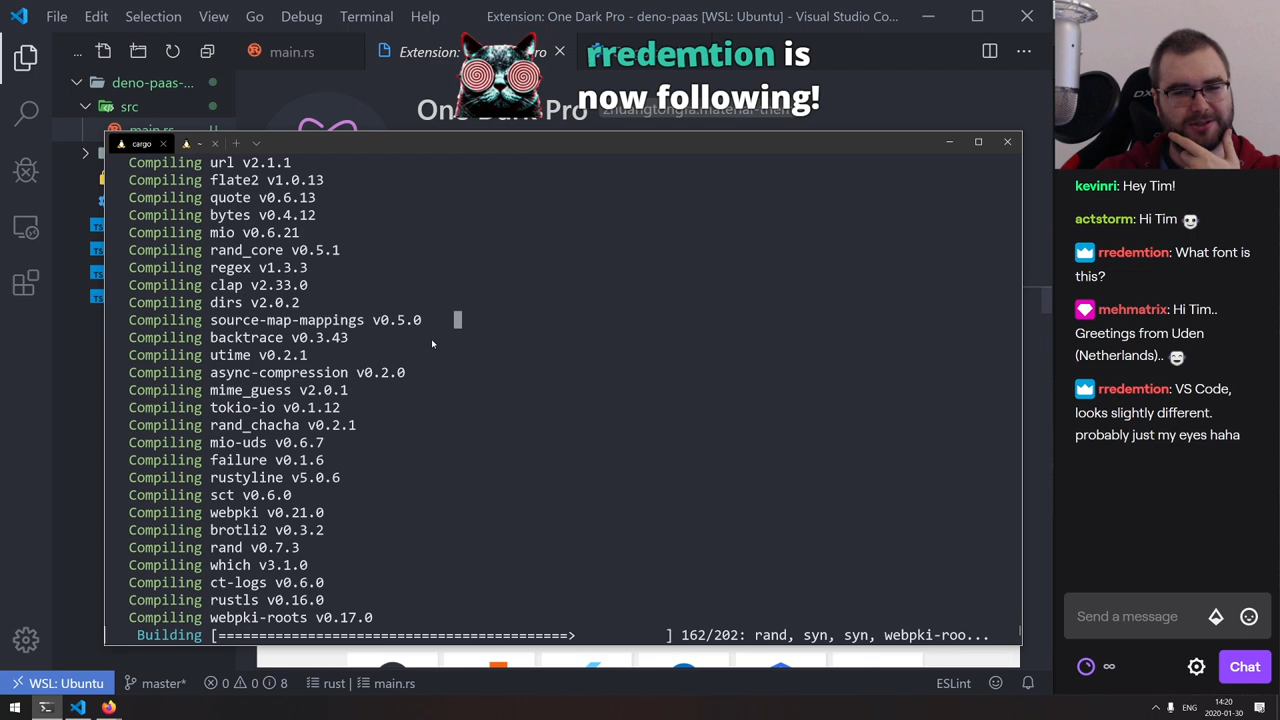 File Edit Selection View Go Debug Terminal Help
Extension: One Dark Pro - deno-paas [WSL: Ubuntu] - Visual Studio Co...
main.rs
Extension:
rredemtion is
now following!
deno-paas-...
src
main.rs
One Dark Pro
cargo
~
Compiling url v2.1.1
Compiling flate2 v1.0.13
Compiling quote v0.6.13
Compiling bytes v0.4.12
Compiling mio v0.6.21
Compiling rand_core v0.5.1
Compiling regex v1.3.3
Compiling clap v2.33.0
Compiling dirs v2.0.2
Compiling source-map-mappings v0.5.0
Compiling backtrace v0.3.43
Compiling utime v0.2.1
Compiling async-compression v0.2.0
Compiling mime_guess v2.0.1
Compiling tokio-io v0.1.12
Compiling rand_chacha v0.2.1
Compiling mio-uds v0.6.7
Compiling failure v0.1.6
Compiling rustyline v5.0.6
Compiling sct v0.6.0
Compiling webpki v0.21.0
Compiling brotli2 v0.3.2
Compiling rand v0.7.3
Compiling which v3.1.0
Compiling ct-logs v0.6.0
Compiling rustls v0.16.0
Compiling webpki-roots v0.17.0
Building [===========================================> ] 162/202: rand, syn, syn, webpki-roo...
WSL: Ubuntu master* 0 0 8 rust | main.rs ESLint
kevinri: Hey Tim!
actstorm: Hi Tim
rredemtion: What font is
this?
mehmatrix: Hi Tim..
Greetings from Uden
(Netherlands)..
rredemtion: VS Code,
looks slightly different.
probably just my eyes haha
Send a message
∞
Chat
ENG
14:20
2020-01-30